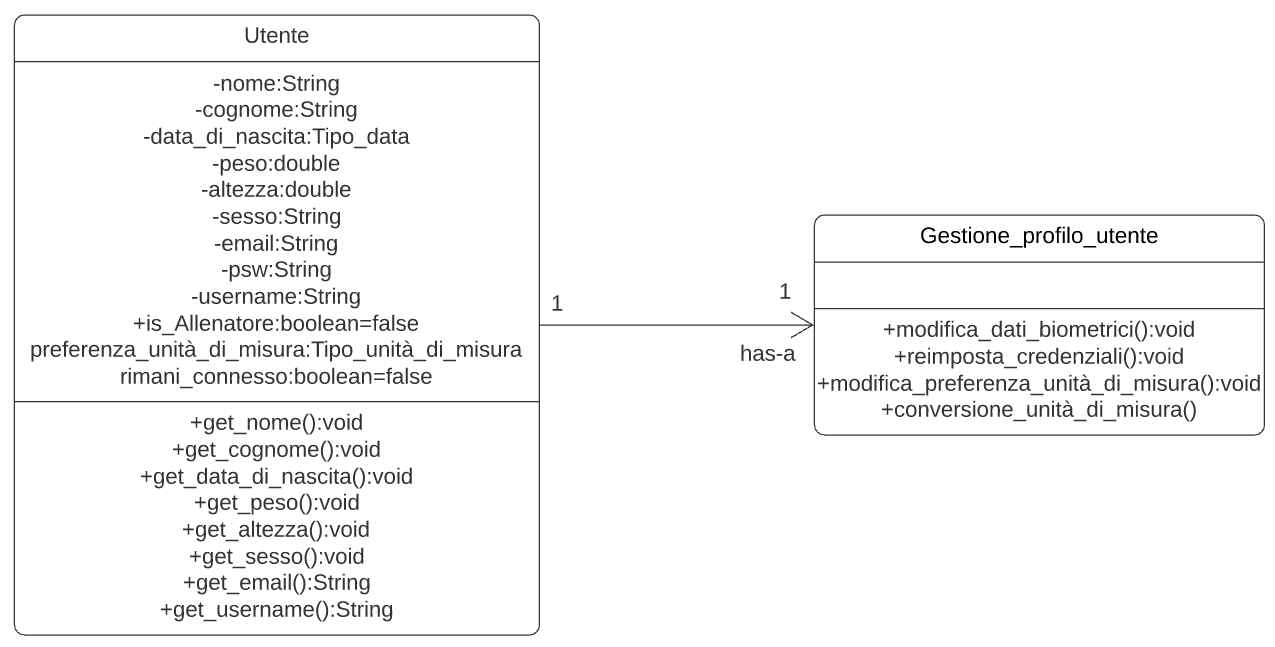 Utente
-nome:String
-cognome:String
-data_di_nascita:Tipo_data
-peso:double
-altezza:double
-sesso:String
-email:String
-psw:String
-username:String
+is_Allenatore:boolean=false
preferenza_unità_di_misura:Tipo_unità_di_misura
rimani_connesso:boolean=false
+get_nome():void
+get_cognome():void
+get_data_di_nascita():void
+get_peso():void
+get_altezza():void
+get_sesso():void
+get_email():String
+get_username():String
1
1
has-a
Gestione_profilo_utente
+modifica_dati_biometrici():void
+reimposta_credenziali():void
+modifica_preferenza_unità_di_misura():void
+conversione_unità_di_misura()